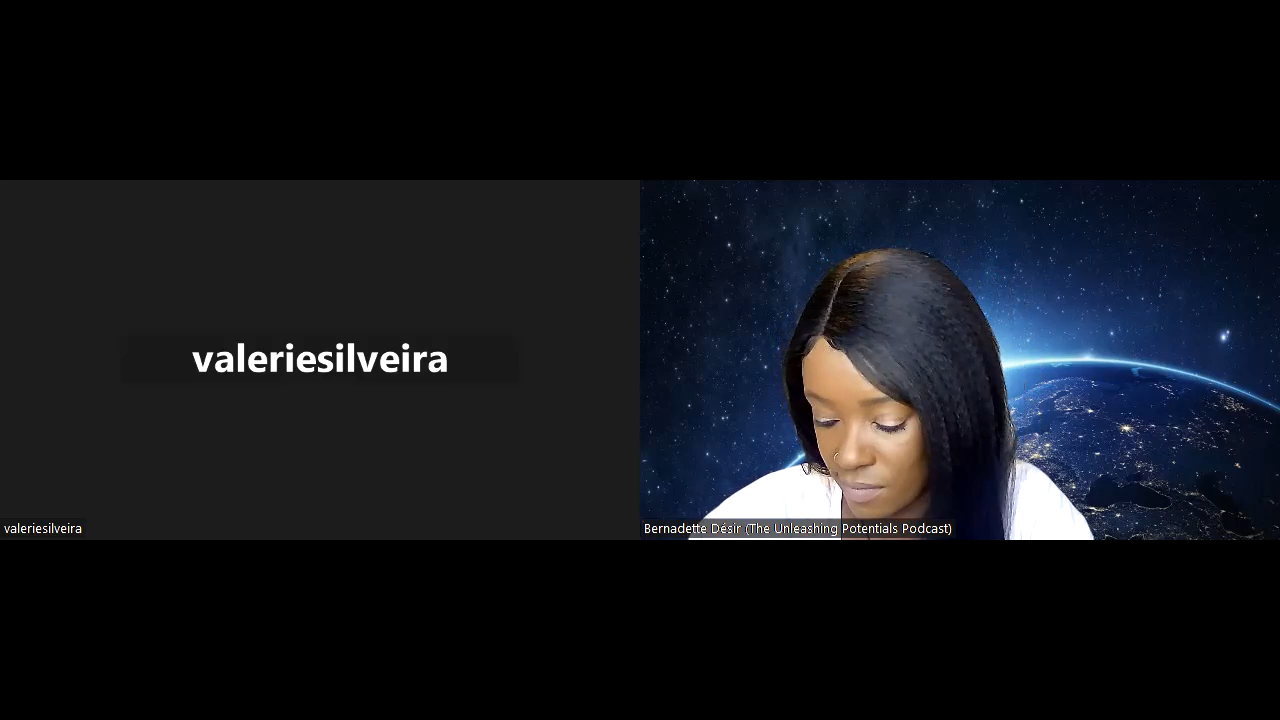 valeriesilveira
valeriesilveira
Bernadette Désir (The Unleashing Potentials Podcast)